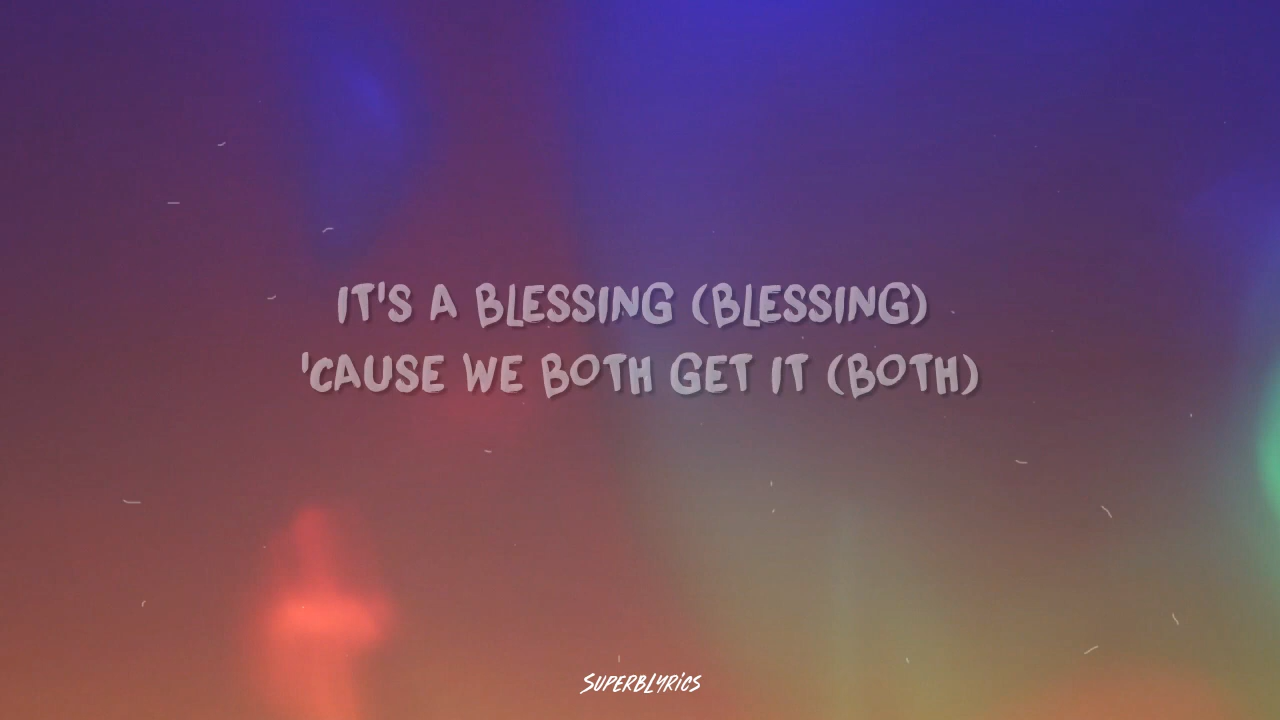 IT'S A BLESSING (BLESSING)
'CAUSE WE BOTH GET IT (BOTH)
SUPERBLYRICS